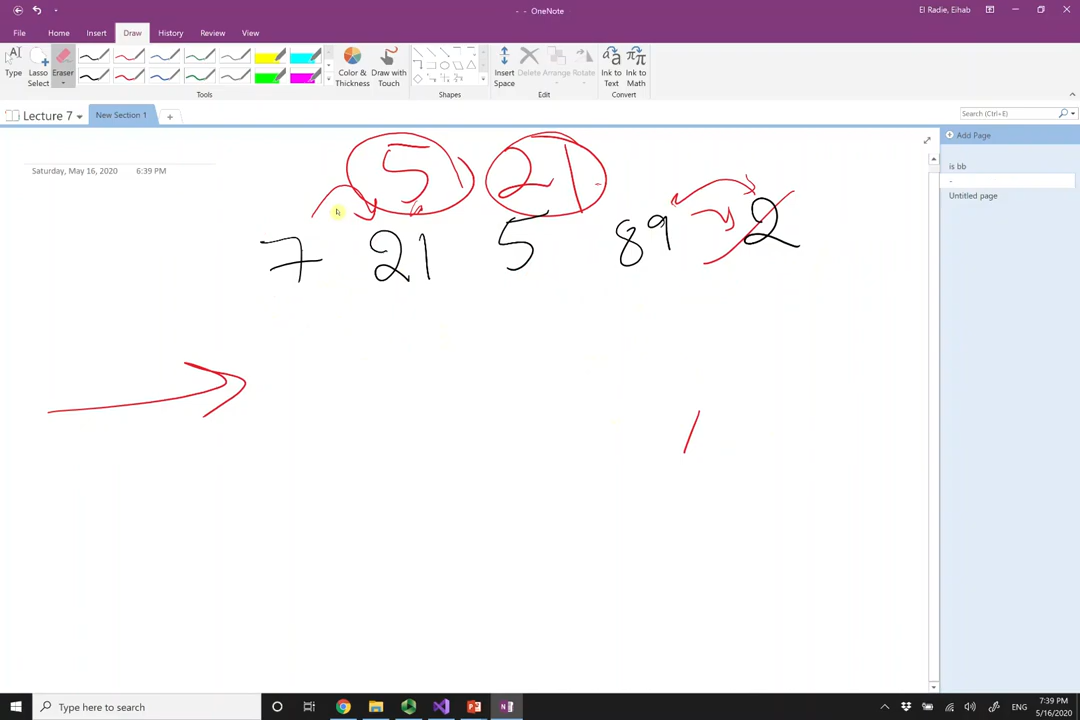 - - OneNote
El Radie, Eihab
File Home Insert Draw History Review View
Type
Lasso Select
Eraser
Color & Thickness
Draw with Touch
Insert Space
Delete
Arrange
Rotate
Ink to Text
Ink to Math
Tools
Shapes
Edit
Convert
Lecture 7
New Section 1
Search (Ctrl+E)
Add Page
is bb
-
Untitled page
Saturday, May 16, 2020 6:39 PM
5 21
7 21 5 89 2
Type here to search
ENG
7:39 PM
5/16/2020